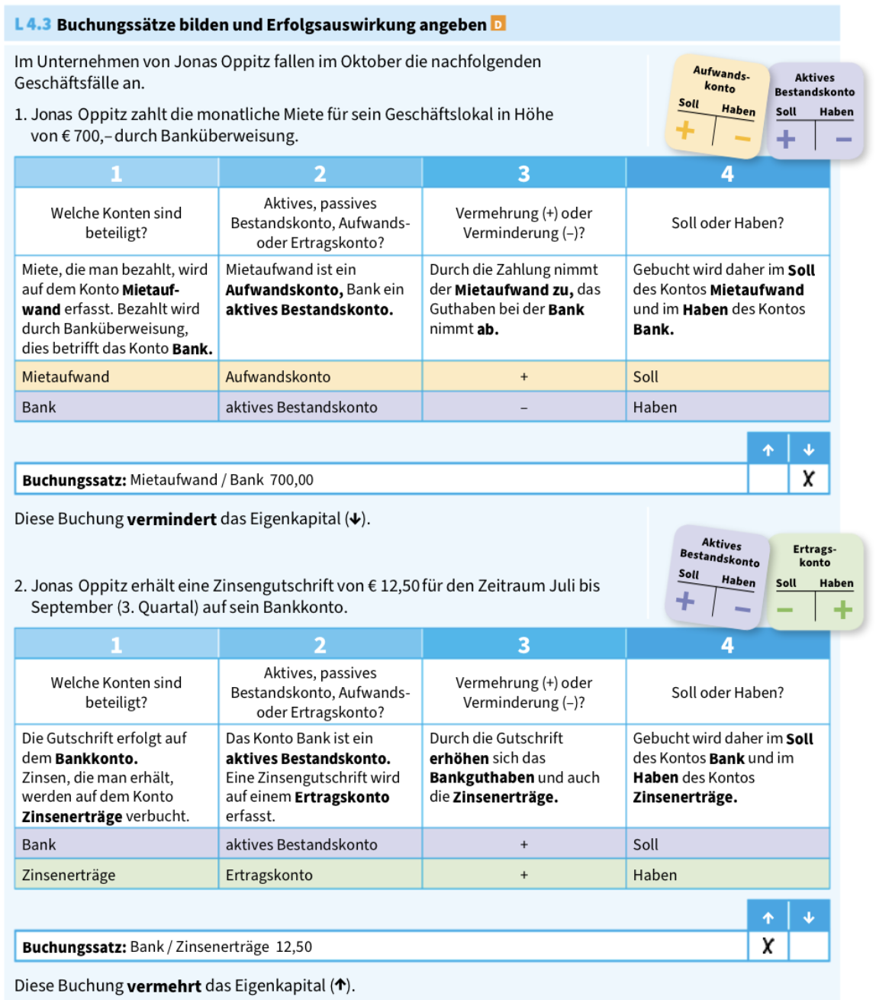 L 4.3 Buchungssätze bilden und Erfolgsauswirkung angeben D
Im Unternehmen von Jonas Oppitz fallen im Oktober die nachfolgenden
Geschäftsfälle an.
1. Jonas Oppitz zahlt die monatliche Miete für sein Geschäftslokal in Höhe
von € 700,– durch Banküberweisung.
Aufwands-
konto
Soll Haben
+ –
Aktives
Bestandskonto
Soll Haben
+ –
1 2 3 4
Welche Konten sind
beteiligt?
Aktives, passives
Bestandskonto, Aufwands-
oder Ertragskonto?
Vermehrung (+) oder
Verminderung (–)?
Soll oder Haben?
Miete, die man bezahlt, wird
auf dem Konto Mietauf-
wand erfasst. Bezahlt wird
durch Banküberweisung,
dies betrifft das Konto Bank.
Mietaufwand ist ein
Aufwandskonto, Bank ein
aktives Bestandskonto.
Durch die Zahlung nimmt
der Mietaufwand zu, das
Guthaben bei der Bank
nimmt ab.
Gebucht wird daher im Soll
des Kontos Mietaufwand
und im Haben des Kontos
Bank.
Mietaufwand Aufwandskonto + Soll
Bank aktives Bestandskonto – Haben
↑ ↓
Buchungssatz: Mietaufwand / Bank 700,00 X
Diese Buchung vermindert das Eigenkapital (↓).
2. Jonas Oppitz erhält eine Zinsengutschrift von € 12,50 für den Zeitraum Juli bis
September (3. Quartal) auf sein Bankkonto.
Aktives
Bestandskonto
Soll Haben
+ –
Ertrags-
konto
Soll Haben
– +
1 2 3 4
Welche Konten sind
beteiligt?
Aktives, passives
Bestandskonto, Aufwands-
oder Ertragskonto?
Vermehrung (+) oder
Verminderung (–)?
Soll oder Haben?
Die Gutschrift erfolgt auf
dem Bankkonto.
Zinsen, die man erhält,
werden auf dem Konto
Zinsenerträge verbucht.
Das Konto Bank ist ein
aktives Bestandskonto.
Eine Zinsengutschrift wird
auf einem Ertragskonto
erfasst.
Durch die Gutschrift
erhöhen sich das
Bankguthaben und auch
die Zinsenerträge.
Gebucht wird daher im Soll
des Kontos Bank und im
Haben des Kontos
Zinsenerträge.
Bank aktives Bestandskonto + Soll
Zinsenerträge Ertragskonto + Haben
↑ ↓
Buchungssatz: Bank / Zinsenerträge 12,50 X
Diese Buchung vermehrt das Eigenkapital (↑).